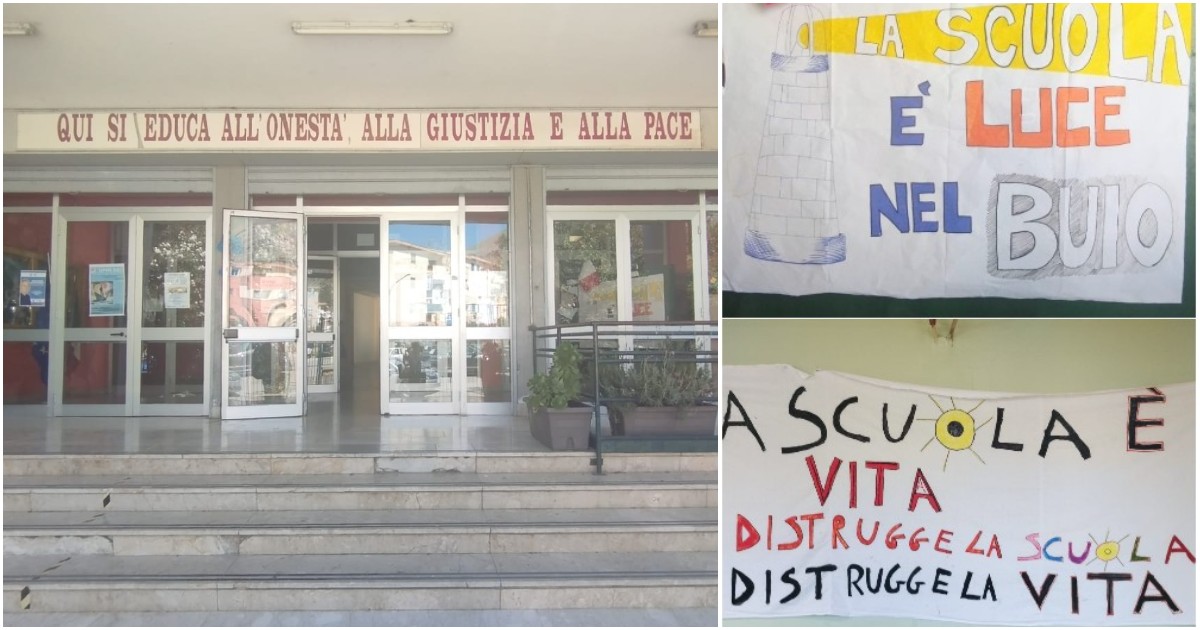 QUI SI EDUCA ALL'ONESTA' ALLA GIUSTIZIA E ALLA PACE
LA SCUOLA
E' LUCE
NEL BUIO
A SCUOLA È
VITA
DISTRUGGE LA SCUOLA
DISTRUGGE LA VITA